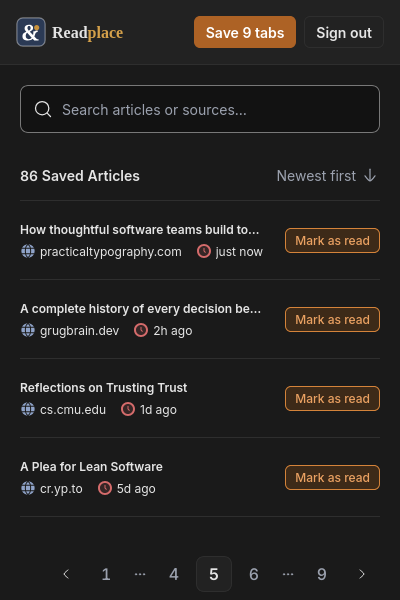 & Readplace
Save 9 tabs
Sign out
Search articles or sources...
86 Saved Articles
Newest first
How thoughtful software teams build to...
practicaltypography.com
just now
Mark as read
A complete history of every decision be...
grugbrain.dev
2h ago
Mark as read
Reflections on Trusting Trust
cs.cmu.edu
1d ago
Mark as read
A Plea for Lean Software
cr.yp.to
5d ago
Mark as read
1 ... 4 5 6 ... 9